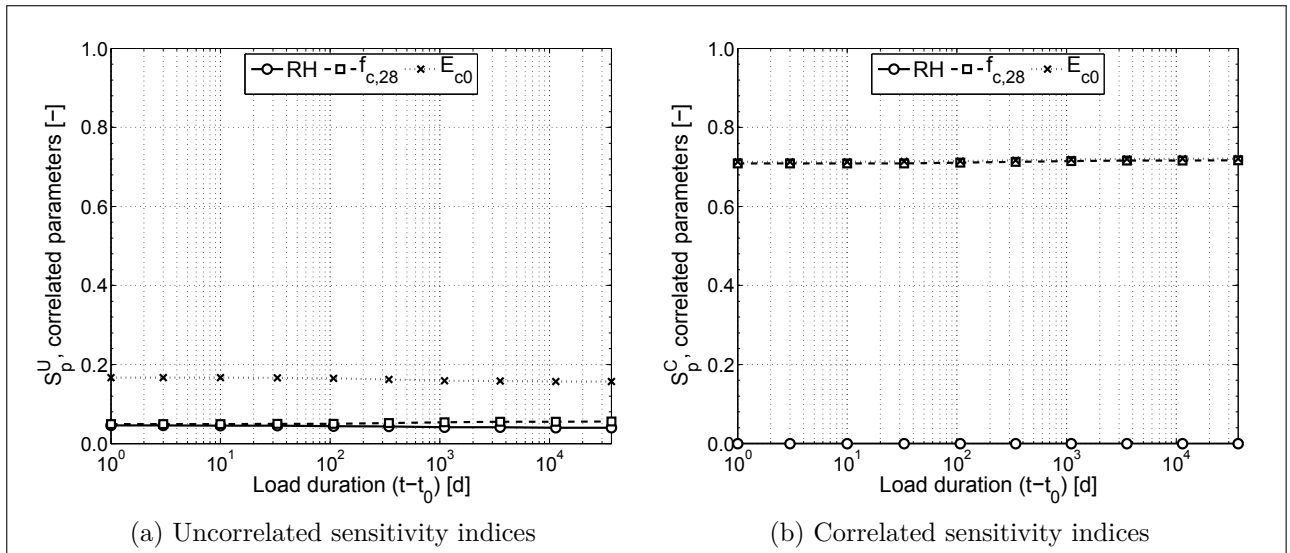 1.0
0.8
0.6
0.4
0.2
0.0
S_p^U, correlated parameters [−]
RH f_c,28 E_c0
10^0 10^1 10^2 10^3 10^4
Load duration (t−t_0) [d]
(a) Uncorrelated sensitivity indices
1.0
0.8
0.6
0.4
0.2
0.0
S_p^C, correlated parameters [−]
RH f_c,28 E_c0
10^0 10^1 10^2 10^3 10^4
Load duration (t−t_0) [d]
(b) Correlated sensitivity indices